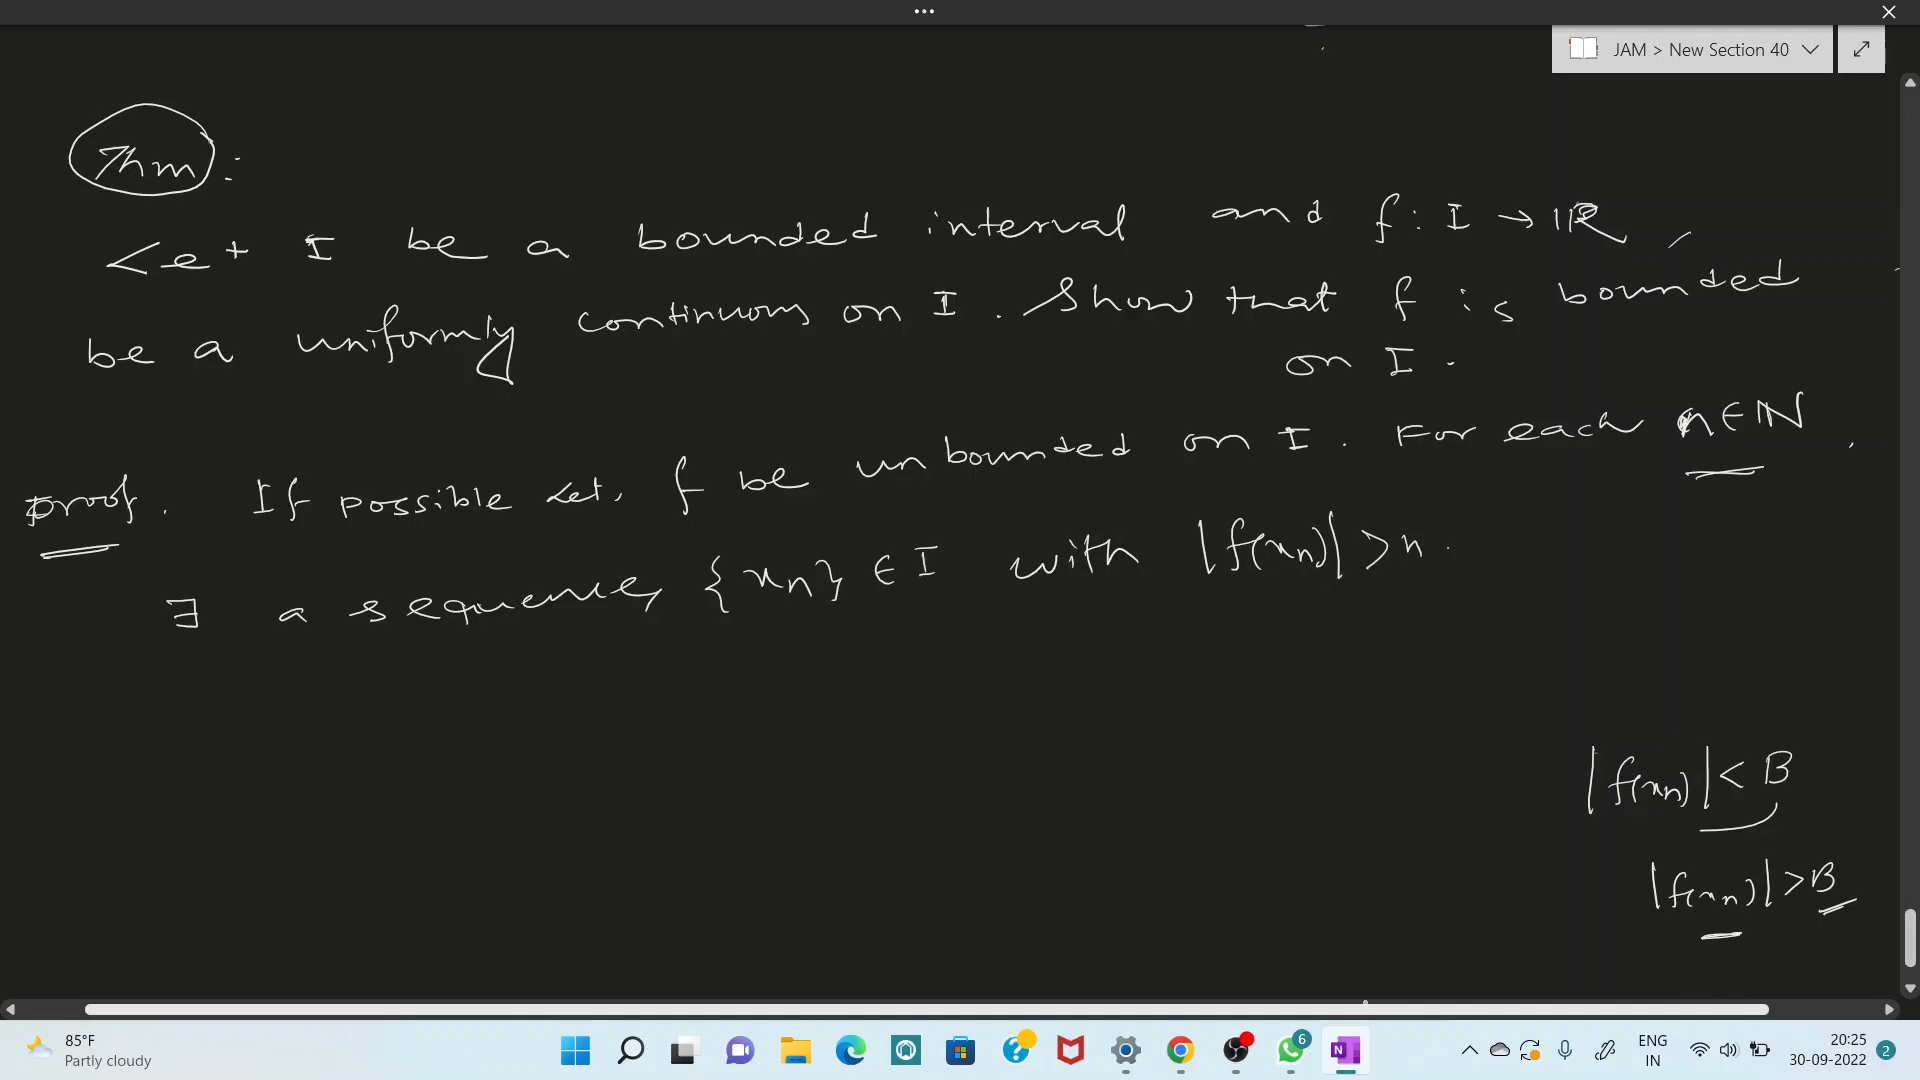 JAM > New Section 40
Thm :
Let I be a bounded interval and f : I → ℝ,
be a uniformly continuous on I. Show that f is bounded
on I.
Proof. If possible Let, f be unbounded on I. For each n ∈ ℕ,
∃ a sequence {xn} ∈ I with |f(xn)| > n.
|f(xn)| < B
|f(xn)| > B
85°F
Partly cloudy
6
ENG
IN
20:25
30-09-2022
2